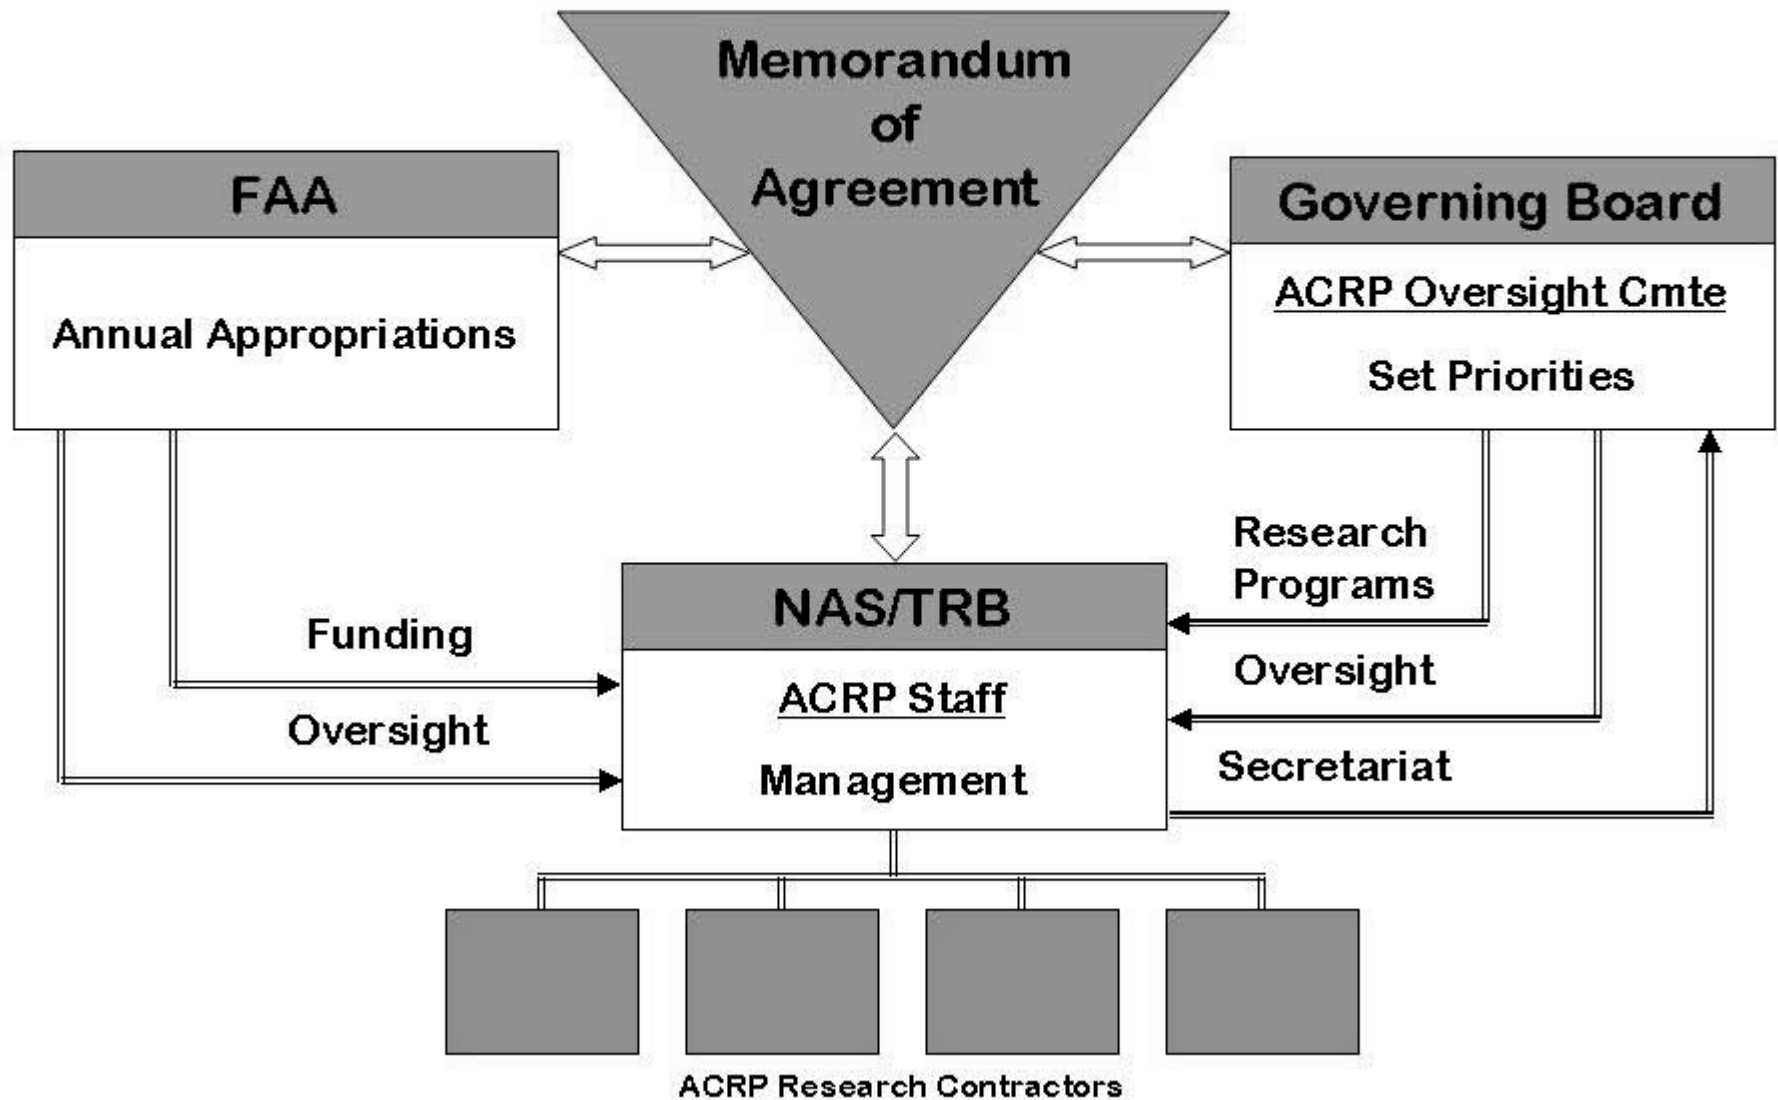 Memorandum
of
Agreement
FAA
Annual Appropriations
Governing Board
ACRP Oversight Cmte
Set Priorities
Funding
Oversight
NAS/TRB
ACRP Staff
Management
Research
Programs
Oversight
Secretariat
ACRP Research Contractors